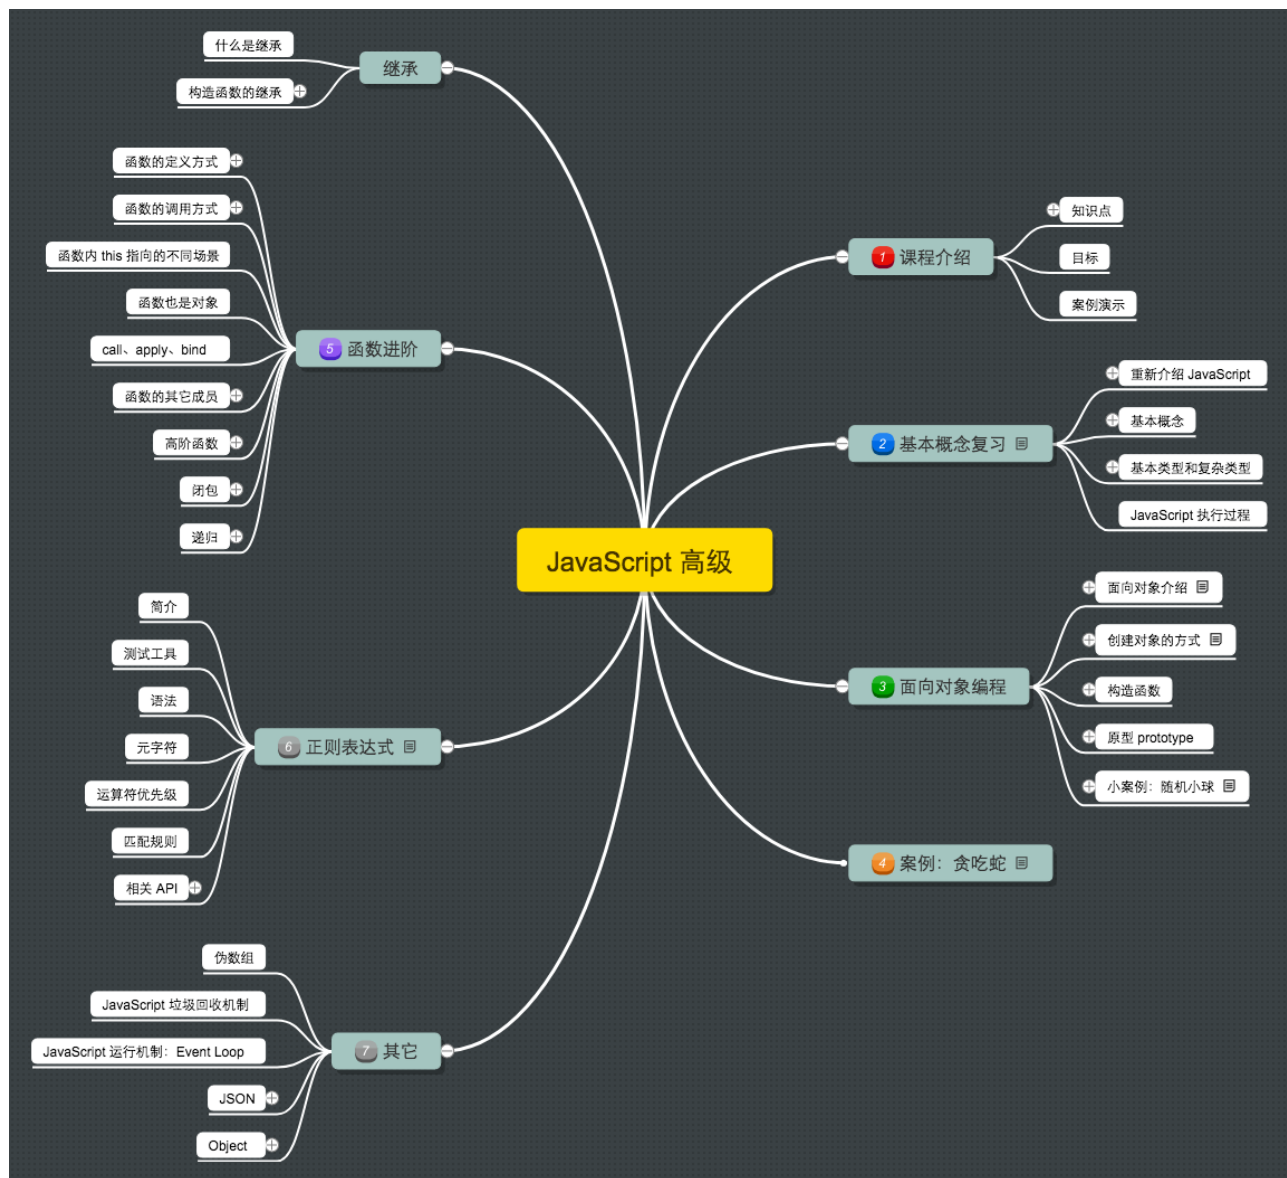 JavaScript 高级
1 课程介绍
知识点
目标
案例演示
2 基本概念复习
重新介绍 JavaScript
基本概念
基本类型和复杂类型
JavaScript 执行过程
3 面向对象编程
面向对象介绍
创建对象的方式
构造函数
原型 prototype
小案例：随机小球
4 案例：贪吃蛇
继承
什么是继承
构造函数的继承
5 函数进阶
函数的定义方式
函数的调用方式
函数内 this 指向的不同场景
函数也是对象
call、apply、bind
函数的其它成员
高阶函数
闭包
递归
6 正则表达式
简介
测试工具
语法
元字符
运算符优先级
匹配规则
相关 API
7 其它
伪数组
JavaScript 垃圾回收机制
JavaScript 运行机制：Event Loop
JSON
Object